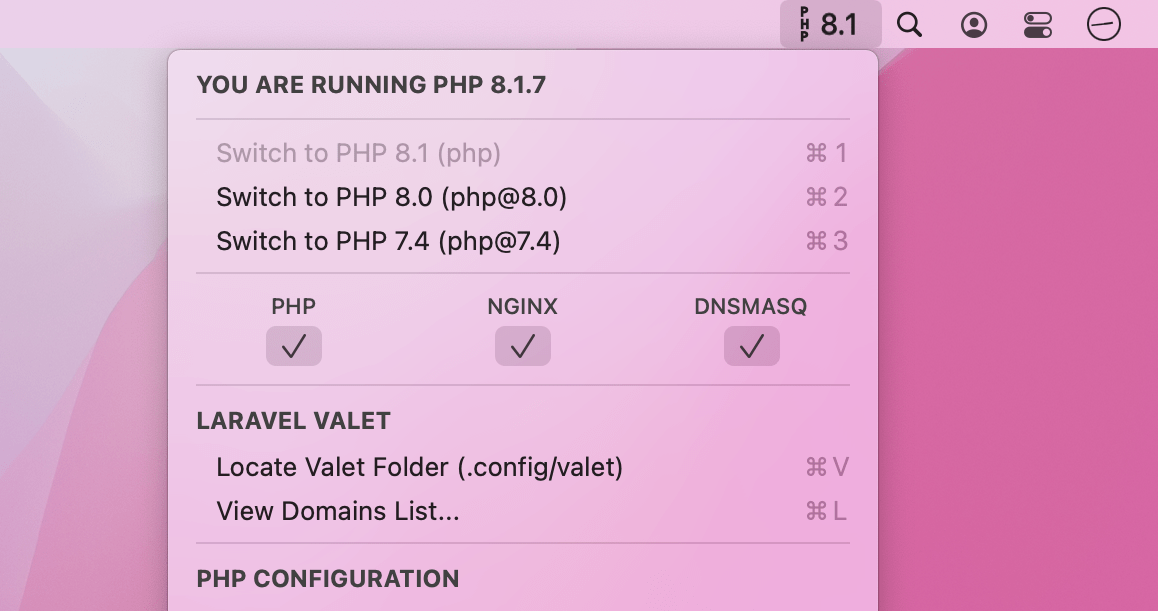 PHP 8.1
YOU ARE RUNNING PHP 8.1.7
Switch to PHP 8.1 (php) ⌘ 1
Switch to PHP 8.0 (php@8.0) ⌘ 2
Switch to PHP 7.4 (php@7.4) ⌘ 3
PHP NGINX DNSMASQ
LARAVEL VALET
Locate Valet Folder (.config/valet) ⌘ V
View Domains List... ⌘ L
PHP CONFIGURATION